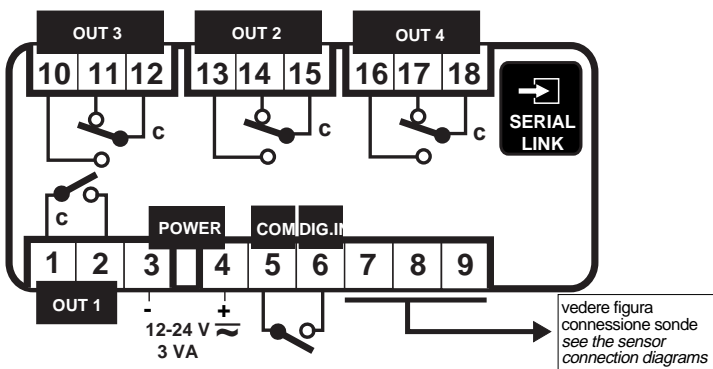 OUT 3 OUT 2 OUT 4
10 11 12 13 14 15 16 17 18
c c c
SERIAL
LINK
c
POWER COM DIG.IN
1 2 3 4 5 6 7 8 9
OUT 1
- +
12-24 V
3 VA
vedere figura
connessione sonde
see the sensor
connection diagrams